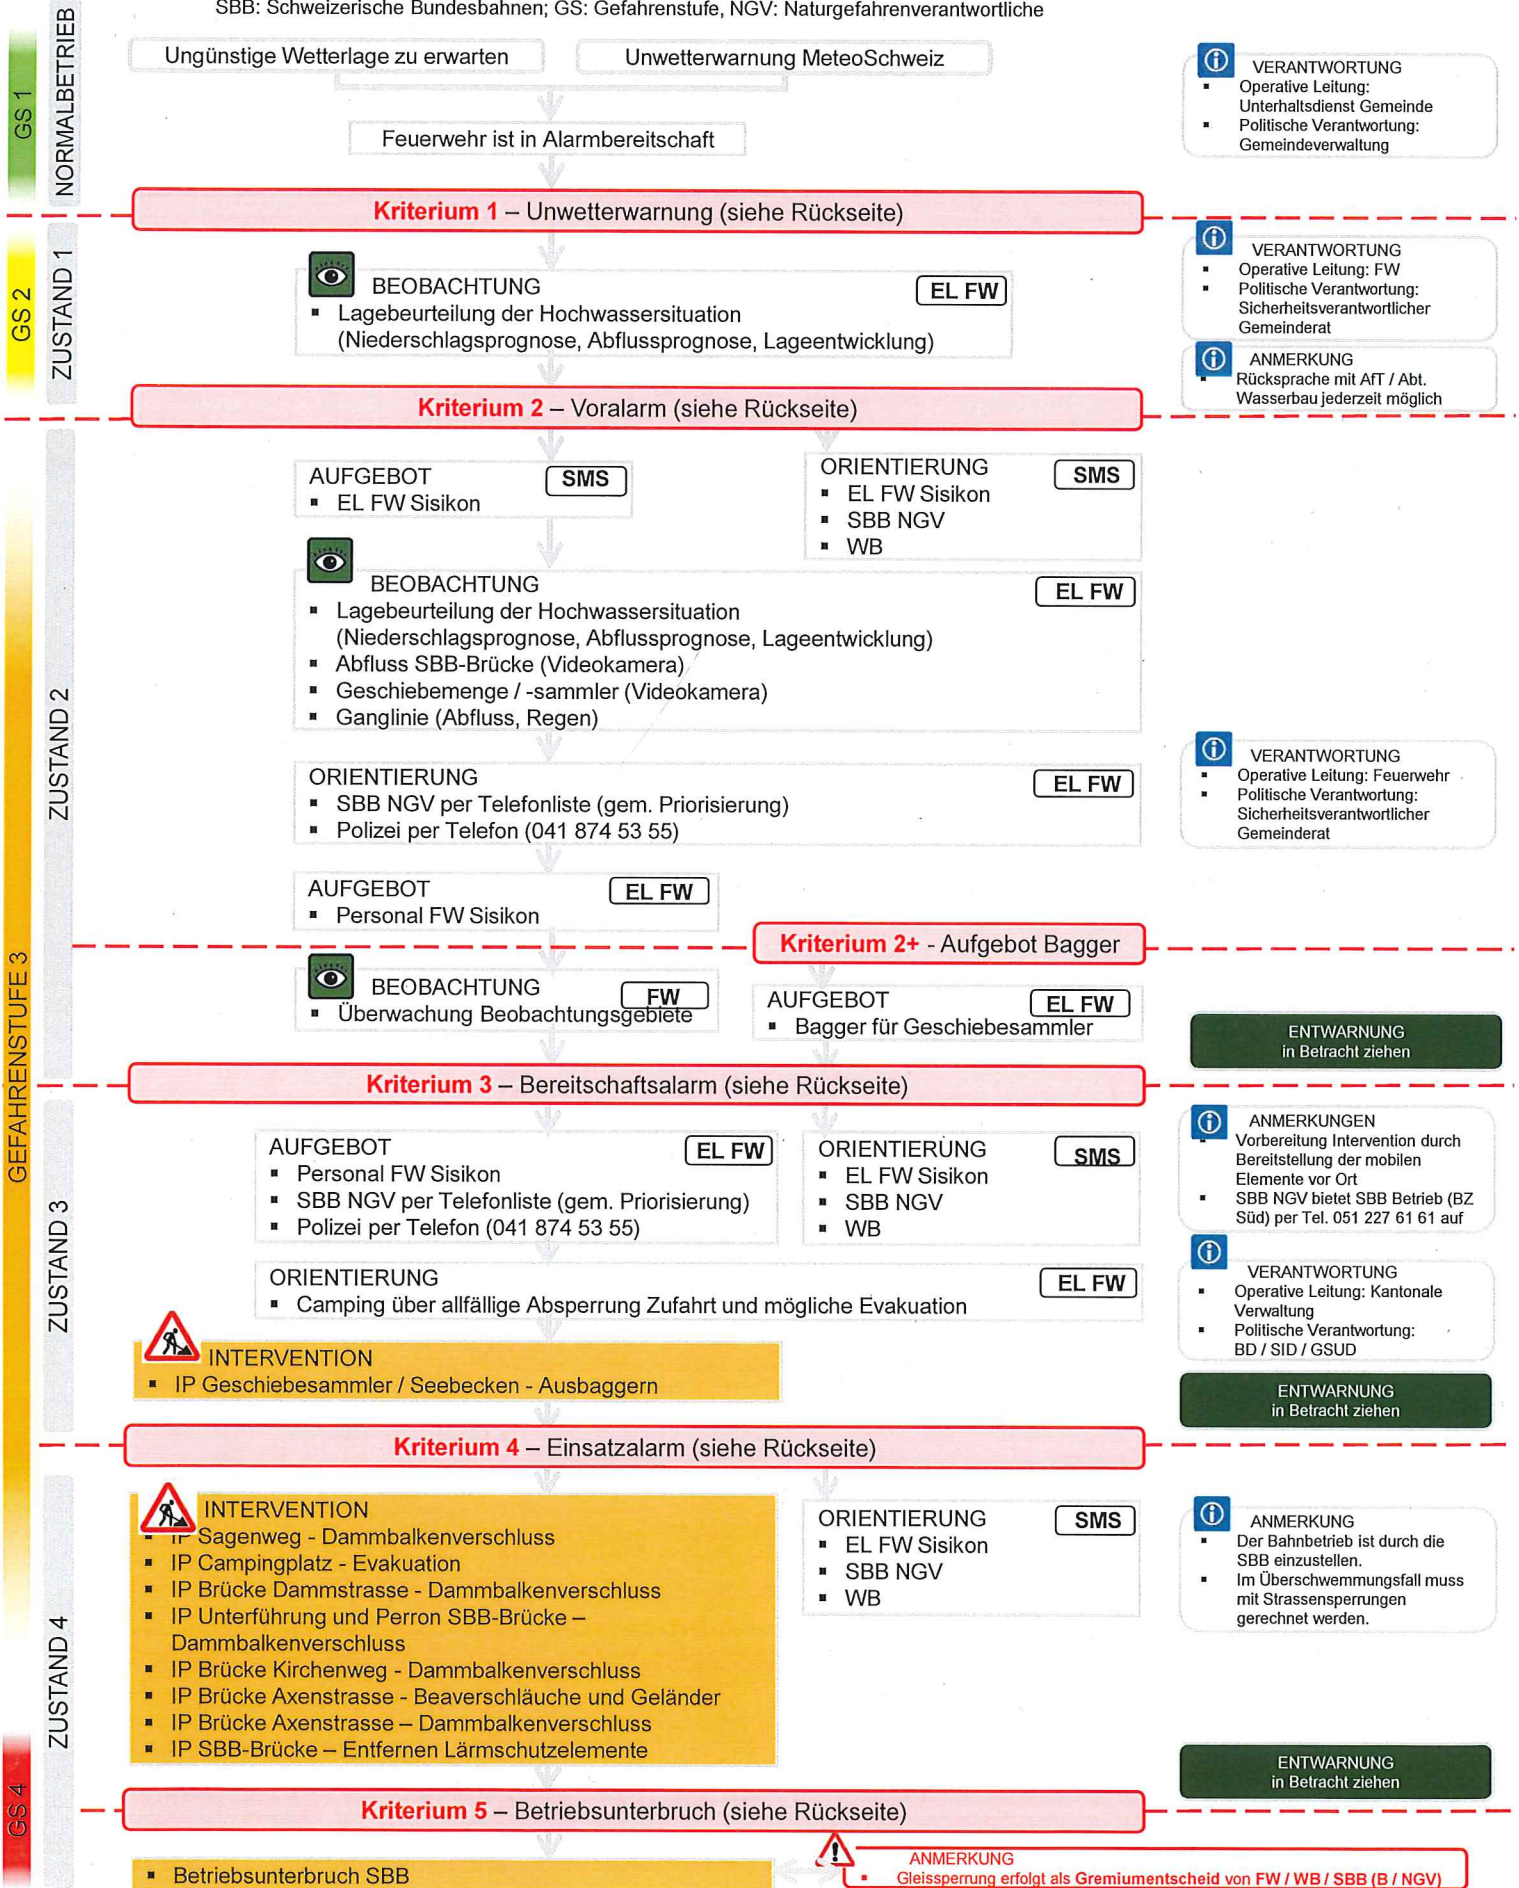 SBB: Schweizerische Bundesbahnen; GS: Gefahrenstufe, NGV: Naturgefahrenverantwortliche
GS 1
NORMALBETRIEB
Ungünstige Wetterlage zu erwarten
Unwetterwarnung MeteoSchweiz
Feuerwehr ist in Alarmbereitschaft
VERANTWORTUNG
▪ Operative Leitung:
Unterhaltsdienst Gemeinde
▪ Politische Verantwortung:
Gemeindeverwaltung
Kriterium 1 – Unwetterwarnung (siehe Rückseite)
GS 2
ZUSTAND 1
BEOBACHTUNG
EL FW
▪ Lagebeurteilung der Hochwassersituation
(Niederschlagsprognose, Abflussprognose, Lageentwicklung)
VERANTWORTUNG
▪ Operative Leitung: FW
▪ Politische Verantwortung:
Sicherheitsverantwortlicher
Gemeinderat
ANMERKUNG
▪ Rücksprache mit AfT / Abt.
Wasserbau jederzeit möglich
Kriterium 2 – Voralarm (siehe Rückseite)
GEFAHRENSTUFE 3
ZUSTAND 2
AUFGEBOT
SMS
▪ EL FW Sisikon
ORIENTIERUNG
SMS
▪ EL FW Sisikon
▪ SBB NGV
▪ WB
BEOBACHTUNG
EL FW
▪ Lagebeurteilung der Hochwassersituation
(Niederschlagsprognose, Abflussprognose, Lageentwicklung)
▪ Abfluss SBB-Brücke (Videokamera)
▪ Geschiebemenge / -sammler (Videokamera)
▪ Ganglinie (Abfluss, Regen)
ORIENTIERUNG
EL FW
▪ SBB NGV per Telefonliste (gem. Priorisierung)
▪ Polizei per Telefon (041 874 53 55)
VERANTWORTUNG
▪ Operative Leitung: Feuerwehr
▪ Politische Verantwortung:
Sicherheitsverantwortlicher
Gemeinderat
AUFGEBOT
EL FW
▪ Personal FW Sisikon
Kriterium 2+ - Aufgebot Bagger
BEOBACHTUNG
FW
▪ Überwachung Beobachtungsgebiete
AUFGEBOT
EL FW
▪ Bagger für Geschiebesammler
ENTWARNUNG
in Betracht ziehen
Kriterium 3 – Bereitschaftsalarm (siehe Rückseite)
ZUSTAND 3
AUFGEBOT
EL FW
▪ Personal FW Sisikon
▪ SBB NGV per Telefonliste (gem. Priorisierung)
▪ Polizei per Telefon (041 874 53 55)
ORIENTIERUNG
SMS
▪ EL FW Sisikon
▪ SBB NGV
▪ WB
ANMERKUNGEN
▪ Vorbereitung Intervention durch
Bereitstellung der mobilen
Elemente vor Ort
▪ SBB NGV bietet SBB Betrieb (BZ
Süd) per Tel. 051 227 61 61 auf
ORIENTIERUNG
EL FW
▪ Camping über allfällige Absperrung Zufahrt und mögliche Evakuation
VERANTWORTUNG
▪ Operative Leitung: Kantonale
Verwaltung
▪ Politische Verantwortung:
BD / SID / GSUD
INTERVENTION
▪ IP Geschiebesammler / Seebecken - Ausbaggern
ENTWARNUNG
in Betracht ziehen
Kriterium 4 – Einsatzalarm (siehe Rückseite)
ZUSTAND 4
INTERVENTION
▪ IP Sagenweg - Dammbalkenverschluss
▪ IP Campingplatz - Evakuation
▪ IP Brücke Dammstrasse - Dammbalkenverschluss
▪ IP Unterführung und Perron SBB-Brücke –
Dammbalkenverschluss
▪ IP Brücke Kirchenweg - Dammbalkenverschluss
▪ IP Brücke Axenstrasse - Beaverschläuche und Geländer
▪ IP Brücke Axenstrasse – Dammbalkenverschluss
▪ IP SBB-Brücke – Entfernen Lärmschutzelemente
ORIENTIERUNG
SMS
▪ EL FW Sisikon
▪ SBB NGV
▪ WB
ANMERKUNG
▪ Der Bahnbetrieb ist durch die
SBB einzustellen.
▪ Im Überschwemmungsfall muss
mit Strassensperrungen
gerechnet werden.
ENTWARNUNG
in Betracht ziehen
GS 4
Kriterium 5 – Betriebsunterbruch (siehe Rückseite)
▪ Betriebsunterbruch SBB
ANMERKUNG
▪ Gleissperrung erfolgt als Gremiumentscheid von FW / WB / SBB (B / NGV)